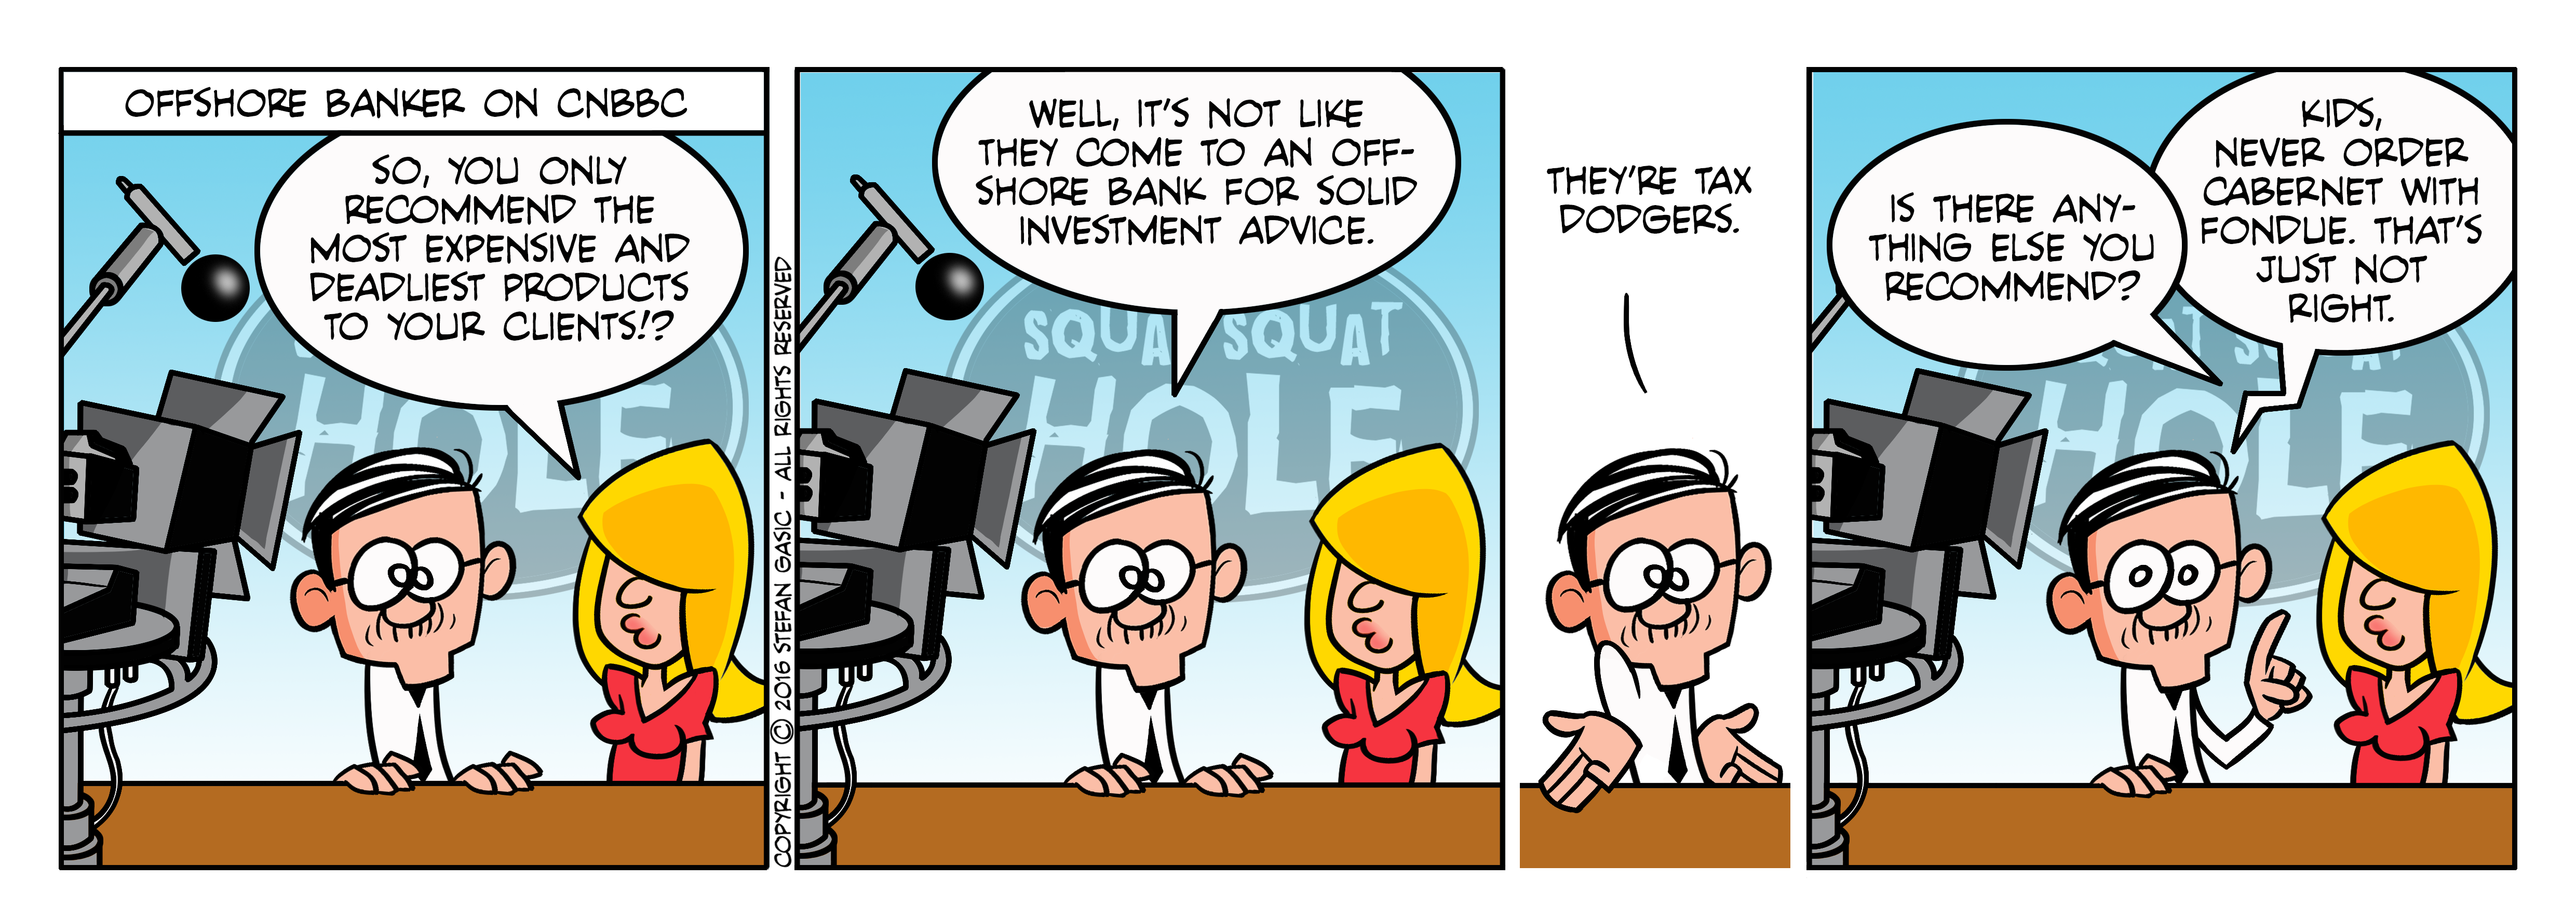 OFFSHORE BANKER ON CNBBC
SO, YOU ONLY
RECOMMEND THE
MOST EXPENSIVE AND
DEADLIEST PRODUCTS
TO YOUR CLIENTS!?
HOLE
COPYRIGHT © 2016 STEFAN GASIC - ALL RIGHTS RESERVED
WELL, IT'S NOT LIKE
THEY COME TO AN OFF-
SHORE BANK FOR SOLID
INVESTMENT ADVICE.
SQUA SQUAT
HOLE
THEY'RE TAX
DODGERS.
IS THERE ANY-
THING ELSE YOU
RECOMMEND?
KIDS,
NEVER ORDER
CABERNET WITH
FONDUE. THAT'S
JUST NOT
RIGHT.
HOLE